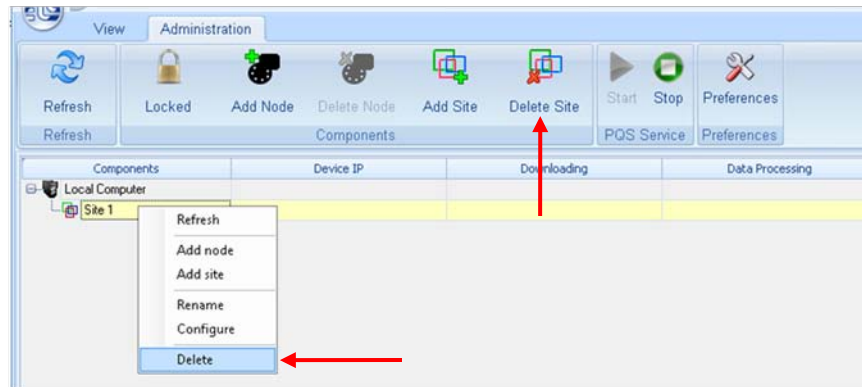 View Administration
Refresh Locked Add Node Delete Node Add Site Delete Site Start Stop Preferences
Refresh Components PQS Service Preferences
Components Device IP Downloading Data Processing
Local Computer
Site 1
Refresh
Add node
Add site
Rename
Configure
Delete